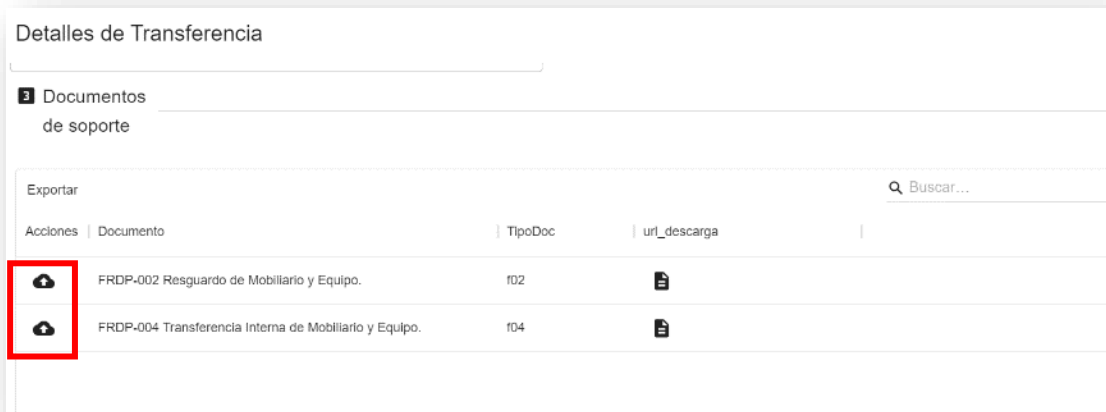 Detalles de Transferencia
3 Documentos
de soporte
Exportar
Buscar...
Acciones Documento TipoDoc url_descarga
FRDP-002 Resguardo de Mobiliario y Equipo. f02
FRDP-004 Transferencia Interna de Mobiliario y Equipo. f04